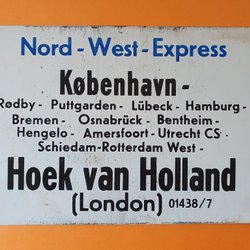 Nord - West - Express
København -
Rødby - Puttgarden - Lübeck - Hamburg -
Bremen - Osnabrück - Bentheim -
Hengelo - Amersfoort - Utrecht CS -
Schiedam-Rotterdam West -
Hoek van Holland
(London) 01438/7